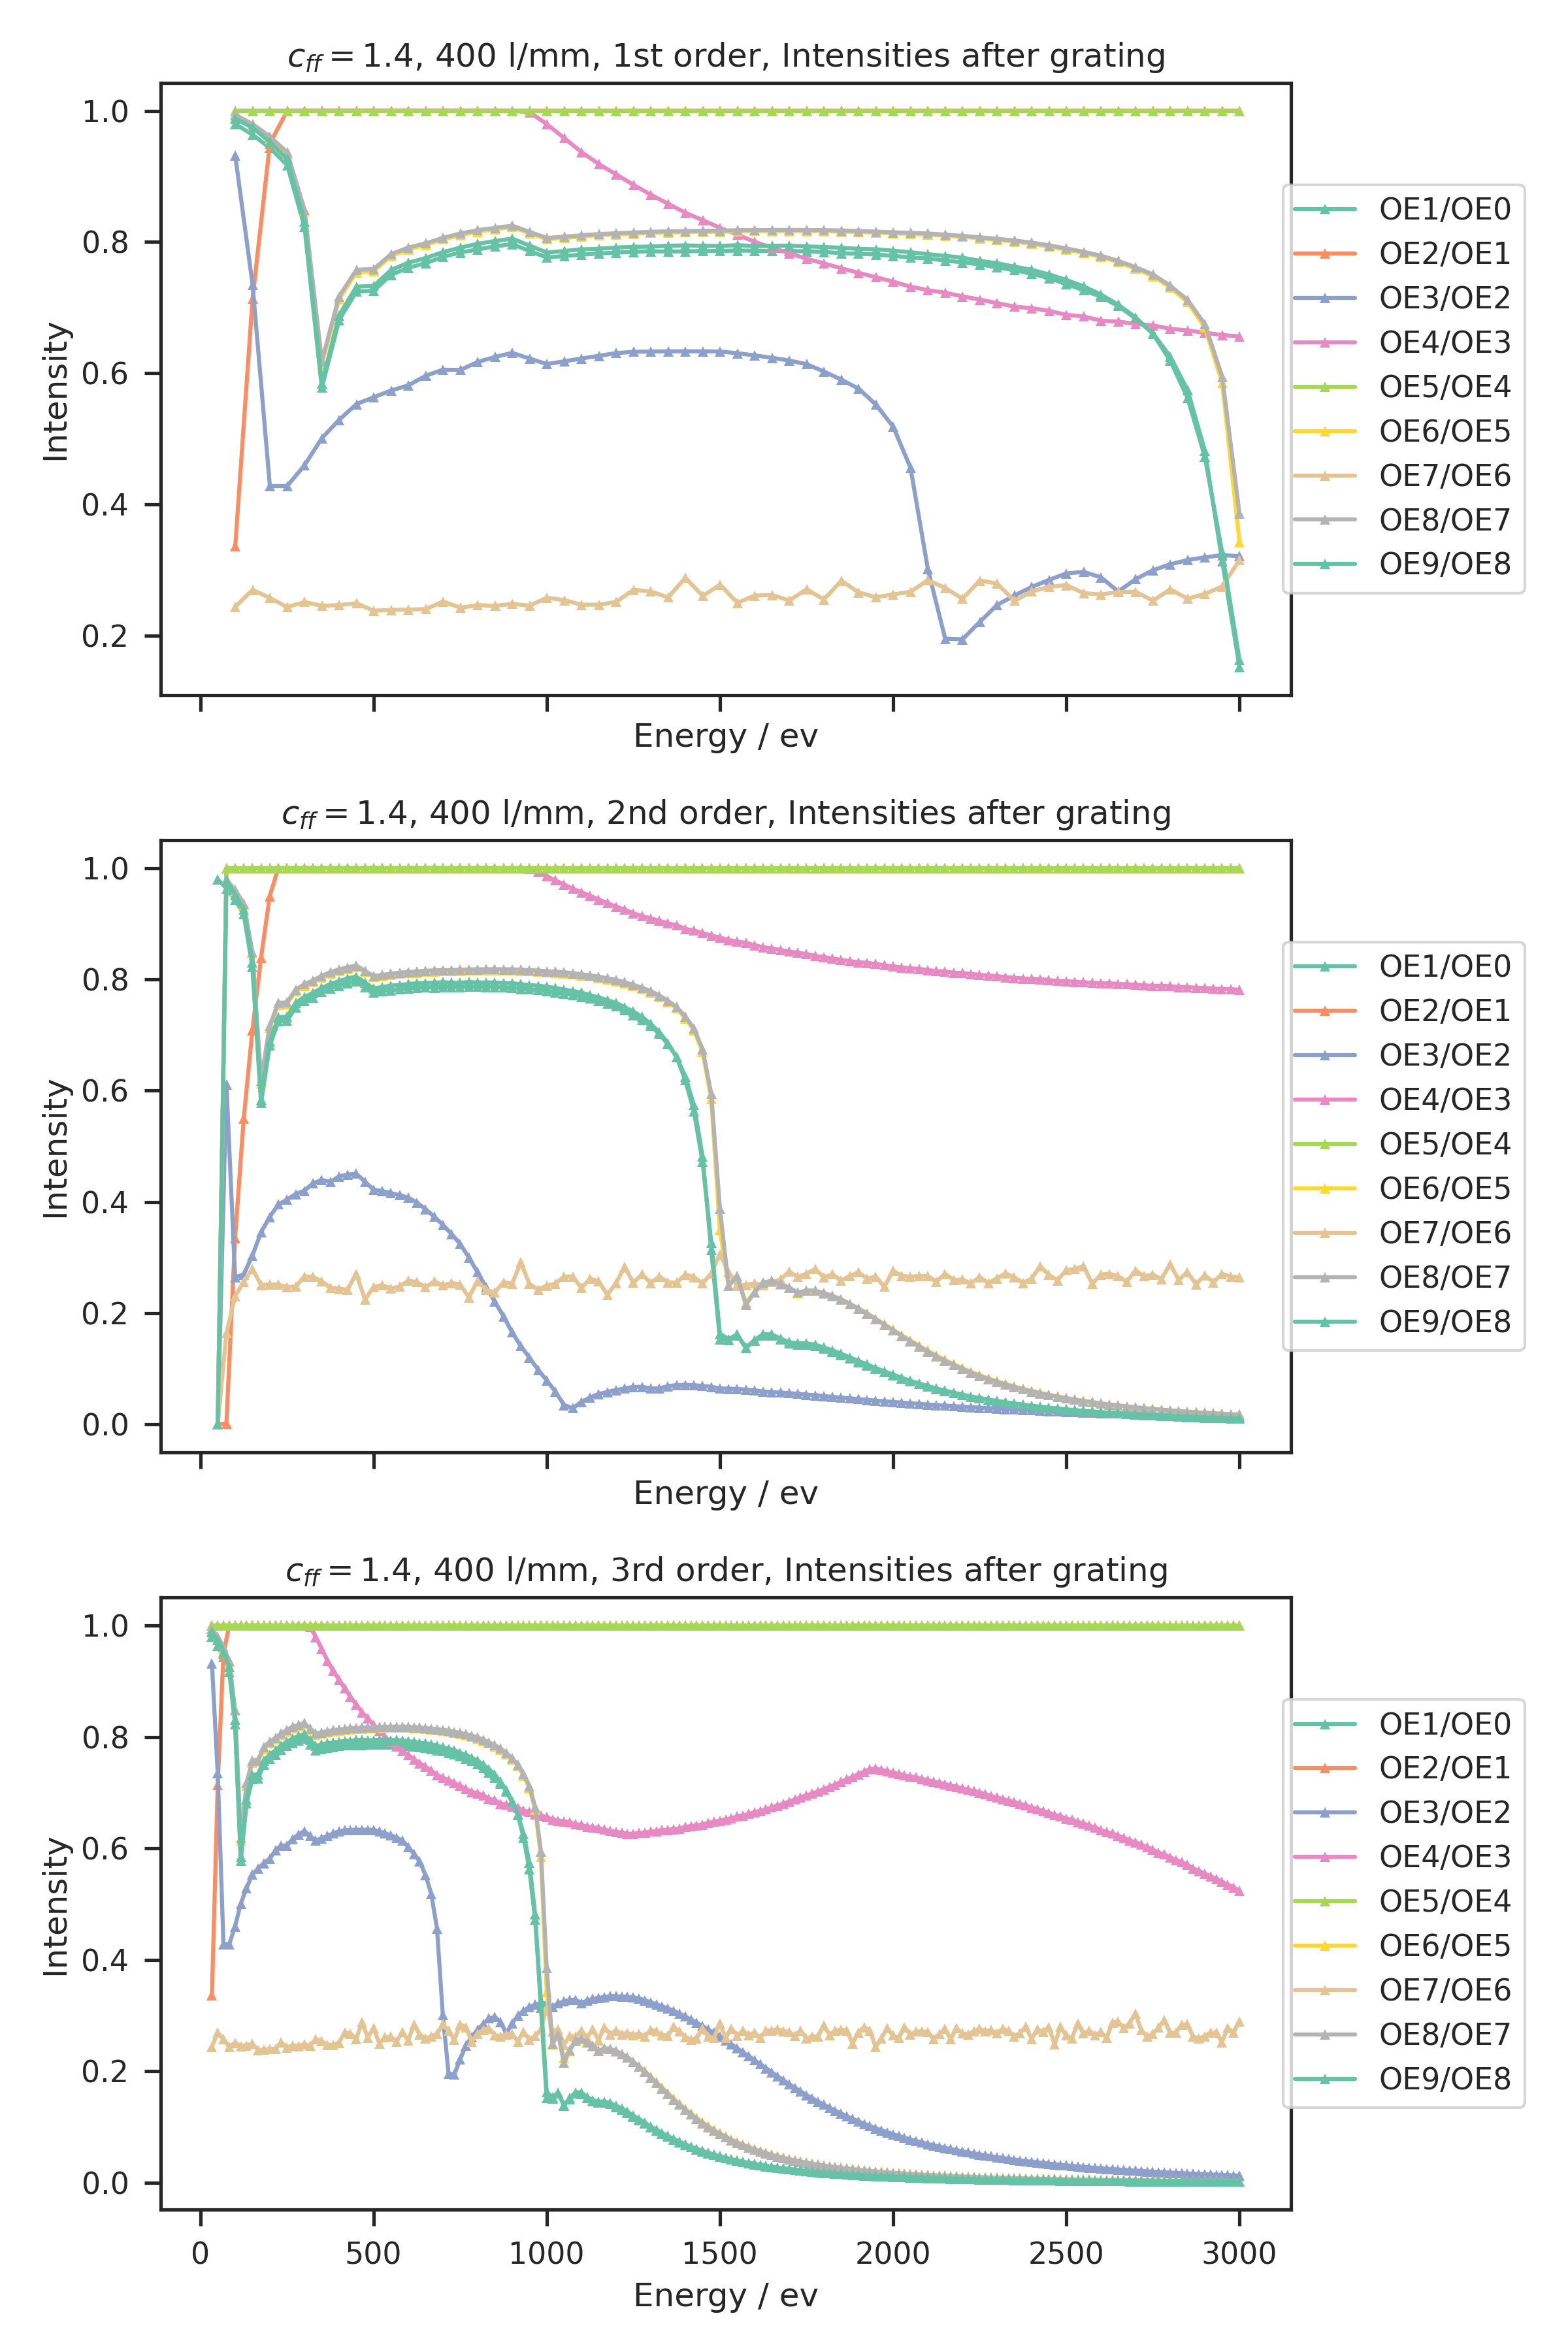 c_ff = 1.4, 400 l/mm, 1st order, Intensities after grating
1.0
0.8
0.6
0.4
0.2
Intensity
Energy / ev
OE1/OE0
OE2/OE1
OE3/OE2
OE4/OE3
OE5/OE4
OE6/OE5
OE7/OE6
OE8/OE7
OE9/OE8
c_ff = 1.4, 400 l/mm, 2nd order, Intensities after grating
1.0
0.8
0.6
0.4
0.2
0.0
Intensity
Energy / ev
OE1/OE0
OE2/OE1
OE3/OE2
OE4/OE3
OE5/OE4
OE6/OE5
OE7/OE6
OE8/OE7
OE9/OE8
c_ff = 1.4, 400 l/mm, 3rd order, Intensities after grating
1.0
0.8
0.6
0.4
0.2
0.0
Intensity
0 500 1000 1500 2000 2500 3000
Energy / ev
OE1/OE0
OE2/OE1
OE3/OE2
OE4/OE3
OE5/OE4
OE6/OE5
OE7/OE6
OE8/OE7
OE9/OE8